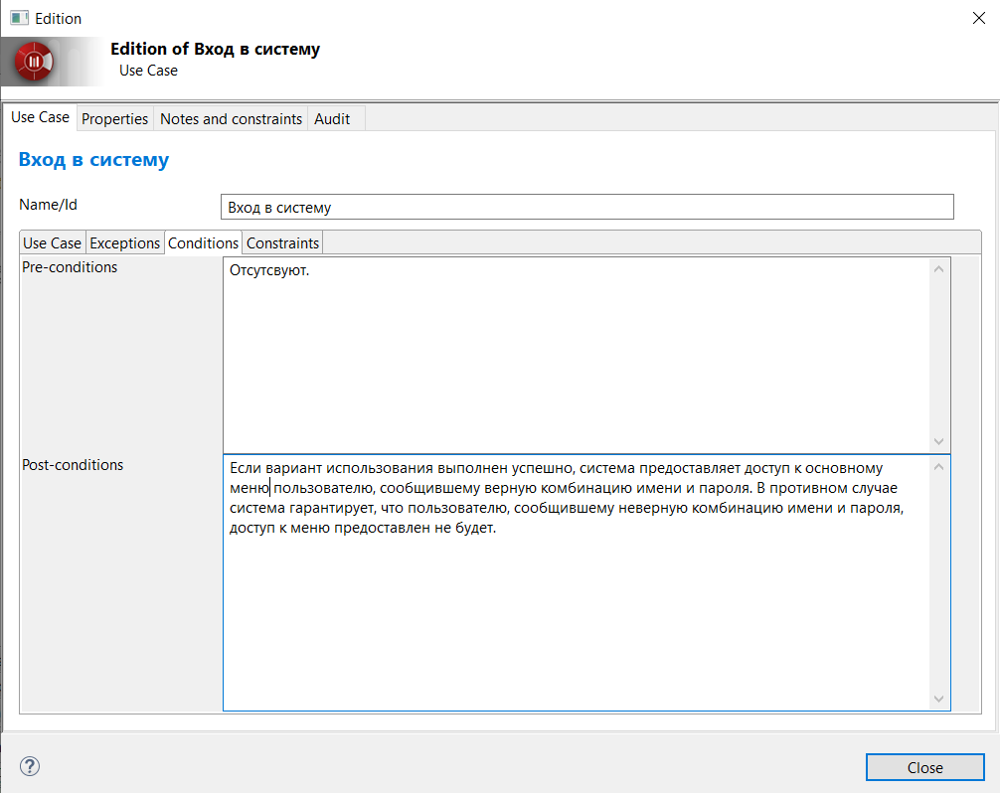 Edition
Edition of Вход в систему
Use Case
Use Case Properties Notes and constraints Audit
Вход в систему
Name/Id Вход в систему
Use Case Exceptions Conditions Constraints
Pre-conditions Отсутсвуют.
Post-conditions Если вариант использования выполнен успешно, система предоставляет доступ к основному
меню пользователю, сообщившему верную комбинацию имени и пароля. В противном случае
система гарантирует, что пользователю, сообщившему неверную комбинацию имени и пароля,
доступ к меню предоставлен не будет.
? Close